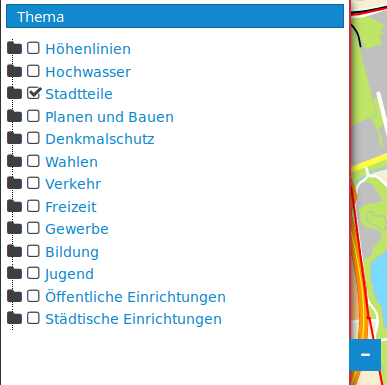 Thema
Höhenlinien
Hochwasser
Stadtteile
Planen und Bauen
Denkmalschutz
Wahlen
Verkehr
Freizeit
Gewerbe
Bildung
Jugend
Öffentliche Einrichtungen
Städtische Einrichtungen